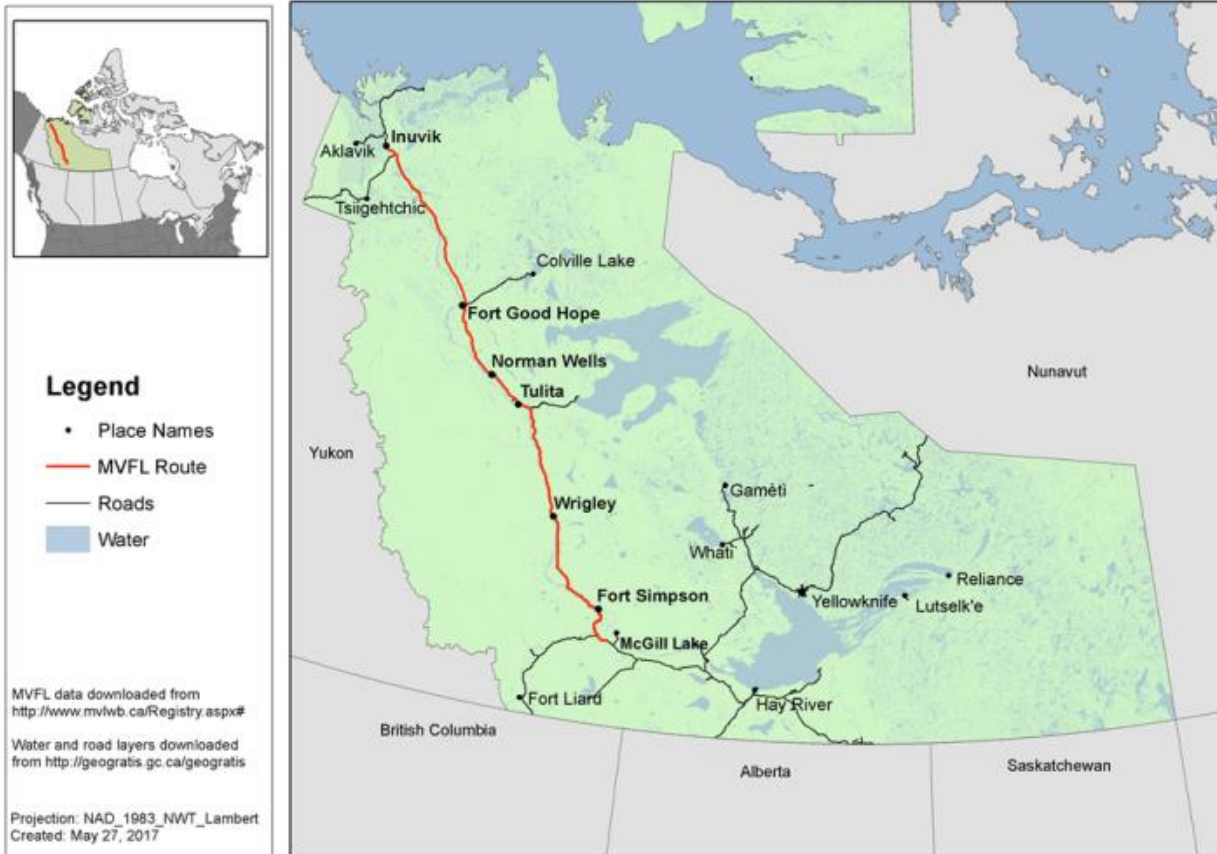 Legend
Place Names
MVFL Route
Roads
Water
MVFL data downloaded from
http://www.mvlwb.ca/Registry.aspx#
Water and road layers downloaded
from http://geogratis.gc.ca/geogratis
Projection: NAD_1983_NWT_Lambert
Created: May 27, 2017
Inuvik
Aklavik
Tsiigehtchic
Colville Lake
Fort Good Hope
Norman Wells
Tulita
Nunavut
Yukon
Wrigley
Gamètì
Whatì
Reliance
Fort Simpson
Yellowknife
Lutselk'e
McGill Lake
Fort Liard
Hay River
British Columbia
Alberta
Saskatchewan